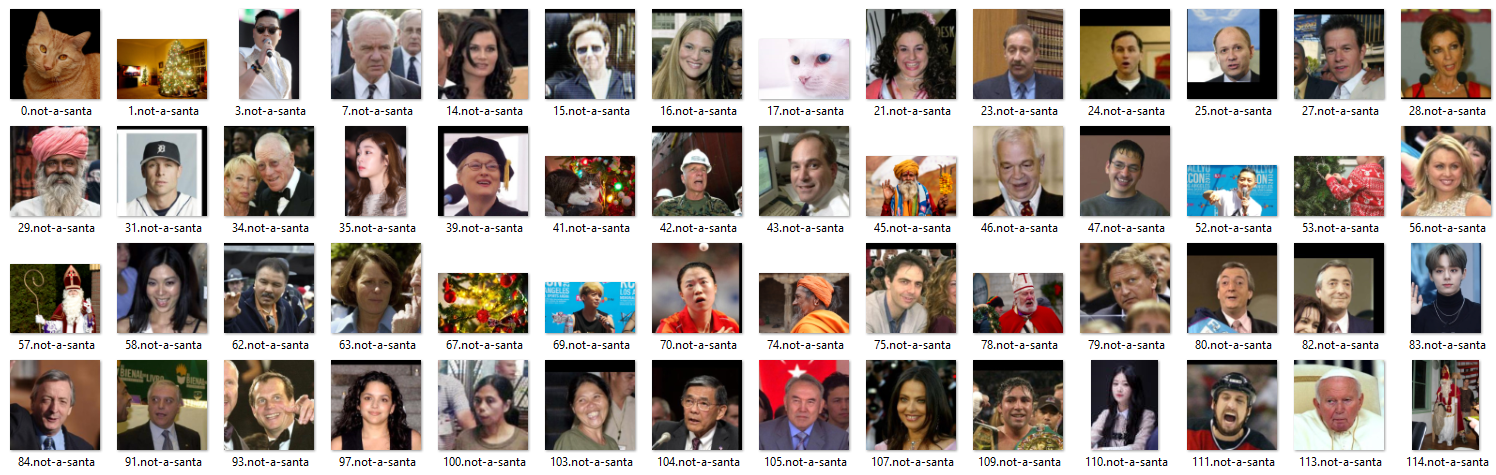 0.not-a-santa 1.not-a-santa 3.not-a-santa 7.not-a-santa 14.not-a-santa 15.not-a-santa 16.not-a-santa 17.not-a-santa 21.not-a-santa 23.not-a-santa 24.not-a-santa 25.not-a-santa 27.not-a-santa 28.not-a-santa
29.not-a-santa 31.not-a-santa 34.not-a-santa 35.not-a-santa 39.not-a-santa 41.not-a-santa 42.not-a-santa 43.not-a-santa 45.not-a-santa 46.not-a-santa 47.not-a-santa 52.not-a-santa 53.not-a-santa 56.not-a-santa
57.not-a-santa 58.not-a-santa 62.not-a-santa 63.not-a-santa 67.not-a-santa 69.not-a-santa 70.not-a-santa 74.not-a-santa 75.not-a-santa 78.not-a-santa 79.not-a-santa 80.not-a-santa 82.not-a-santa 83.not-a-santa
84.not-a-santa 91.not-a-santa 93.not-a-santa 97.not-a-santa 100.not-a-santa 103.not-a-santa 104.not-a-santa 105.not-a-santa 107.not-a-santa 109.not-a-santa 110.not-a-santa 111.not-a-santa 113.not-a-santa 114.not-a-santa